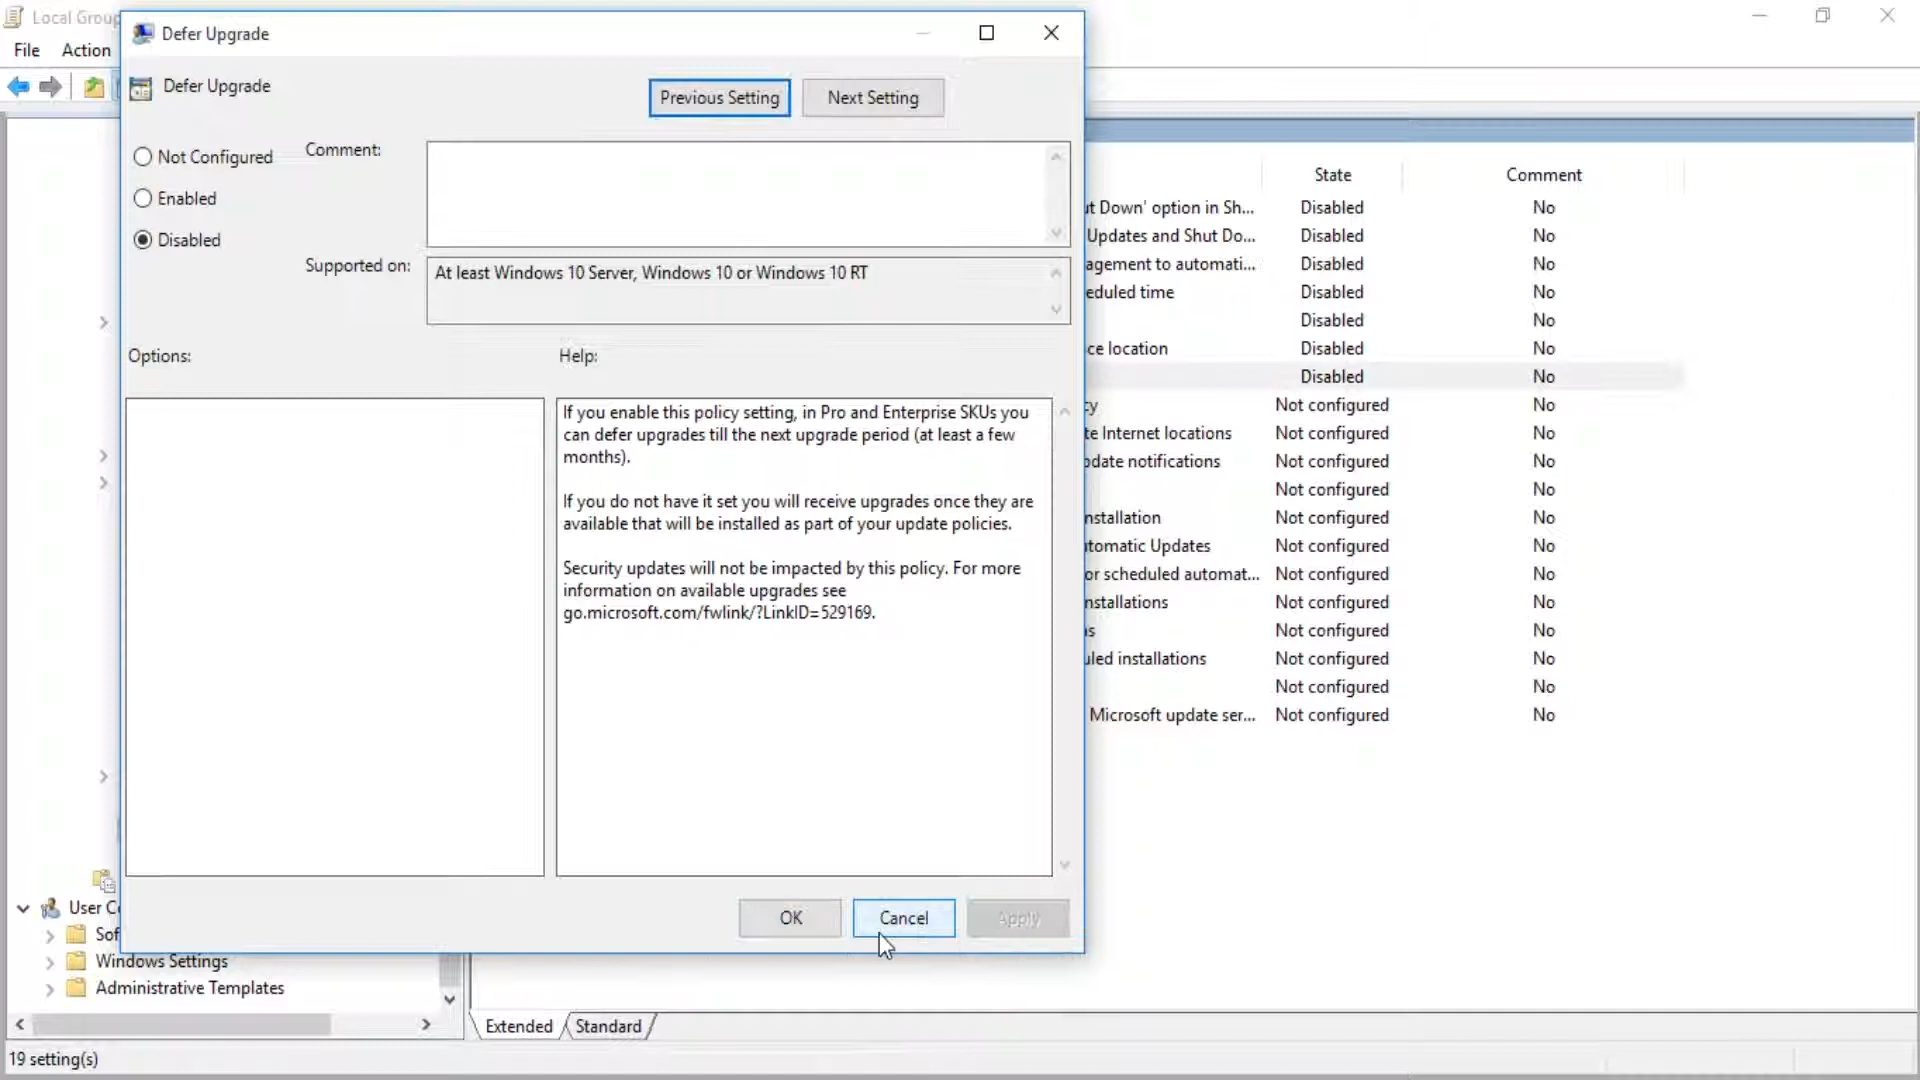 Local Group
File Action
Defer Upgrade
Defer Upgrade
Previous Setting Next Setting
Not Configured
Enabled
Disabled
Comment:
Supported on:
At least Windows 10 Server, Windows 10 or Windows 10 RT
Options:
Help:
If you enable this policy setting, in Pro and Enterprise SKUs you
can defer upgrades till the next upgrade period (at least a few
months).
If you do not have it set you will receive upgrades once they are
available that will be installed as part of your update policies.
Security updates will not be impacted by this policy. For more
information on available upgrades see
go.microsoft.com/fwlink/?LinkID=529169.
OK Cancel Apply
State Comment
ut Down' option in Sh... Disabled No
Updates and Shut Do... Disabled No
agement to automati... Disabled No
eduled time Disabled No
Disabled No
ce location Disabled No
Disabled No
cy Not configured No
te Internet locations Not configured No
pdate notifications Not configured No
Not configured No
nstallation Not configured No
utomatic Updates Not configured No
or scheduled automat... Not configured No
nstallations Not configured No
ns Not configured No
uled installations Not configured No
Not configured No
Microsoft update ser... Not configured No
User Co
Sof
Windows Settings
Administrative Templates
Extended Standard
19 setting(s)